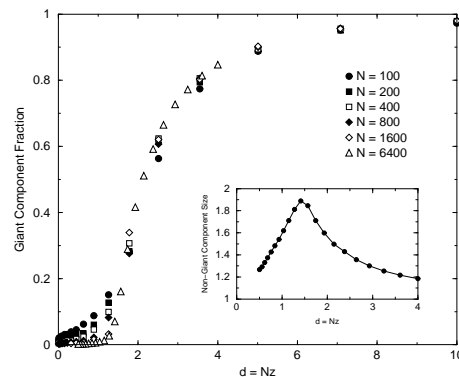 1
0.8
0.6
0.4
0.2
0
Giant Component Fraction
0
2
4
6
8
10
d = Nz
N = 100
N = 200
N = 400
N = 800
N = 1600
N = 6400
2
1.8
1.6
1.4
1.2
1
Non−Giant Component Size
0
1
2
3
4
d = Nz